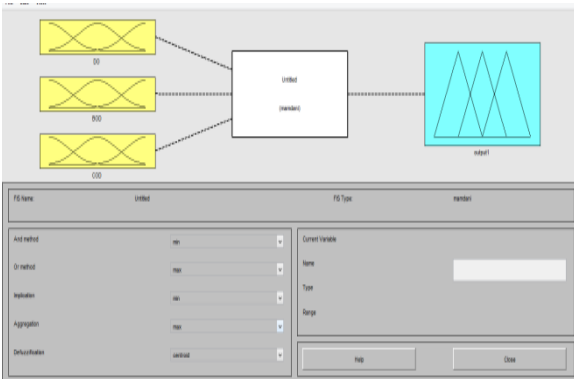 DO
BOD
COD
Untitled
(mamdani)
output1
FIS Name: Untitled FIS Type: mamdani
And method min
Or method max
Implication min
Aggregation max
Defuzzification centroid
Current Variable
Name
Type
Range
Help Close